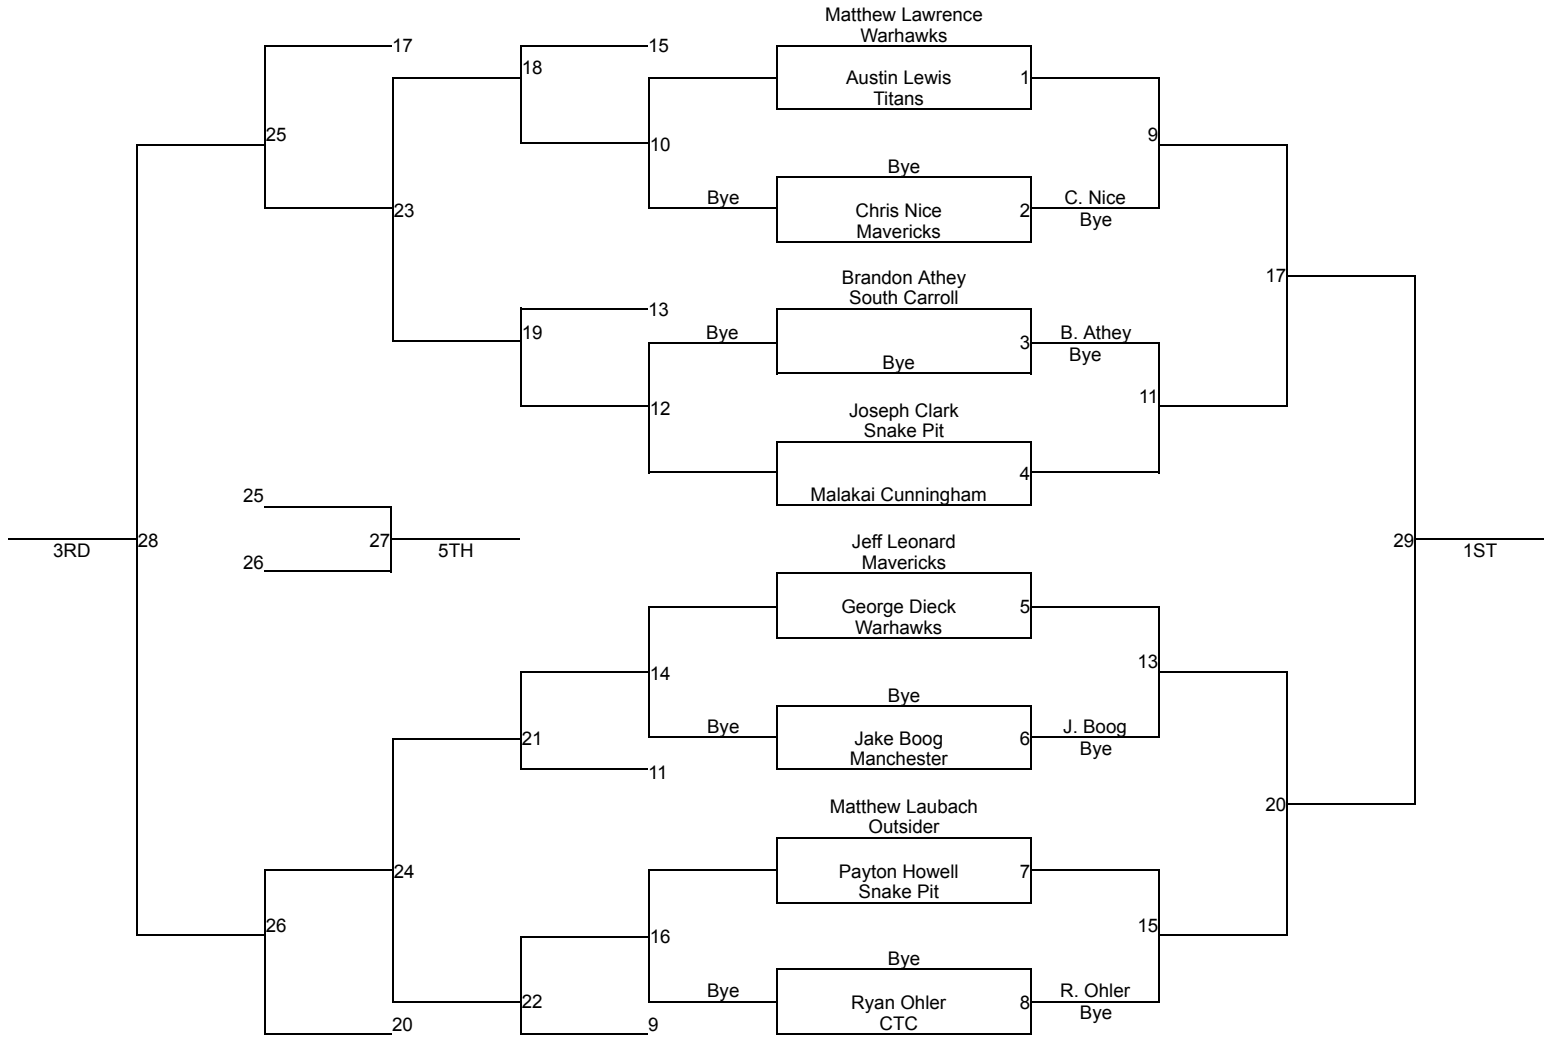 Matthew Lawrence
Warhawks
17
15
18
Austin Lewis
1
Titans
25
10
9
Bye
Bye
C. Nice
23
Chris Nice
2
Bye
Mavericks
Brandon Athey
17
South Carroll
13
19
Bye
3
B. Athey
Bye
Bye
12
11
Joseph Clark
Snake Pit
4
25
Malakai Cunningham
3RD
28
27
5TH
Jeff Leonard
29
1ST
26
Mavericks
George Dieck
5
Warhawks
14
13
Bye
Bye
J. Boog
21
Jake Boog
6
Bye
Manchester
11
Matthew Laubach
20
Outsider
24
Payton Howell
7
Snake Pit
26
16
15
Bye
Bye
R. Ohler
22
Ryan Ohler
8
Bye
20
9
CTC